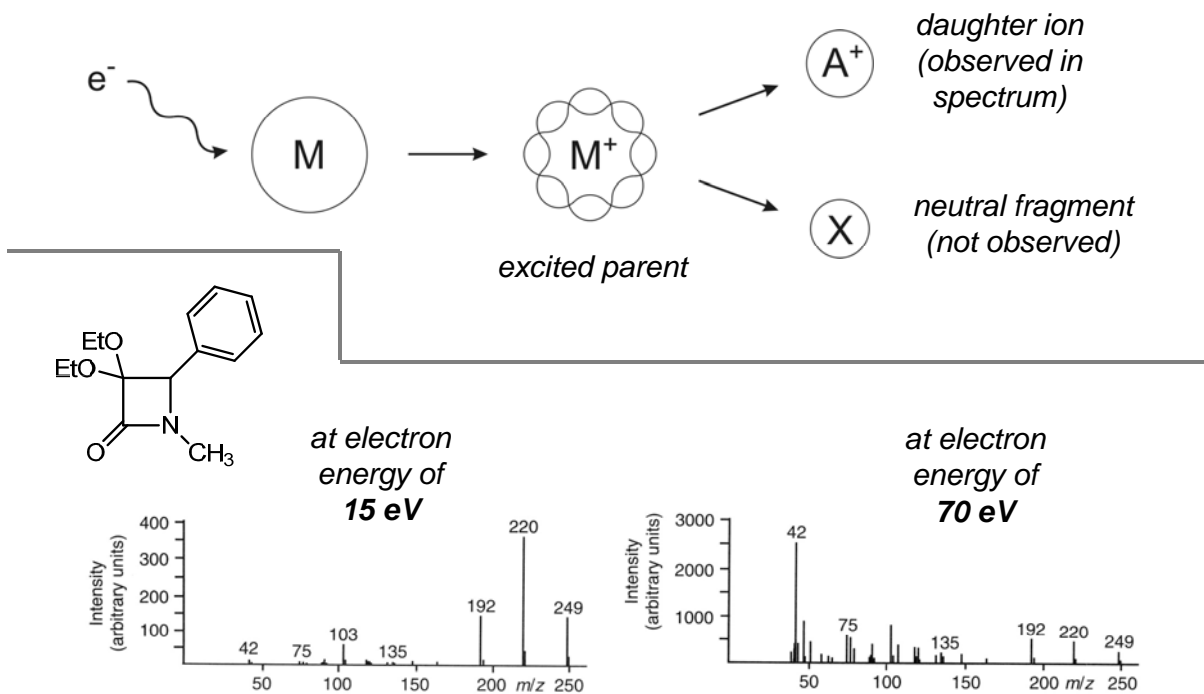 e-
M
M+
A+
X
daughter ion
(observed in
spectrum)
neutral fragment
(not observed)
excited parent
EtO
EtO
O
N
CH3
at electron
energy of
15 eV
Intensity
(arbitrary units)
400
300
200
100
42
75
103
135
192
220
249
50
100
150
200
m/z
250
at electron
energy of
70 eV
Intensity
(arbitrary units)
3000
2000
1000
42
75
135
192
220
249
50
100
150
200
m/z
250